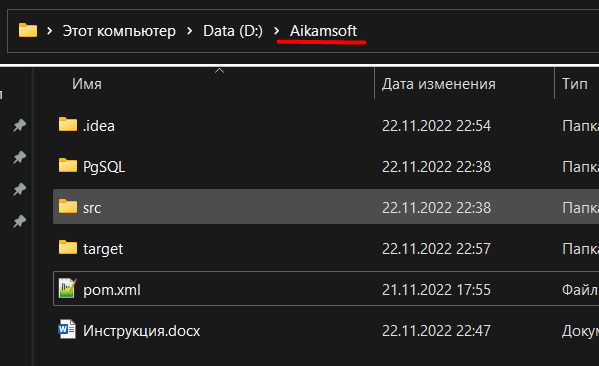 Этот компьютер > Data (D:) > Aikamsoft
Имя Дата изменения Тип
.idea 22.11.2022 22:54 Папка
PgSQL 22.11.2022 22:38 Папка
src 22.11.2022 22:38 Папка
target 22.11.2022 22:57 Папка
pom.xml 21.11.2022 17:55 Файл
Инструкция.docx 22.11.2022 22:47 Докум